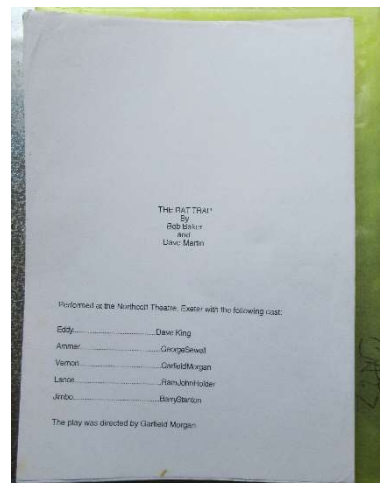 THE RAT TRAP
By
Bob Baker
and
Dave Martin
Performed at the Northcott Theatre, Exeter with the following cast:
Eddy..............................Dave King
Ammer..............................GeorgeSewell
Vernon..............................GarfieldMorgan
Lance..............................RamJohnHolder
Jimbo..............................BarryStanton
The play was directed by Garfield Morgan